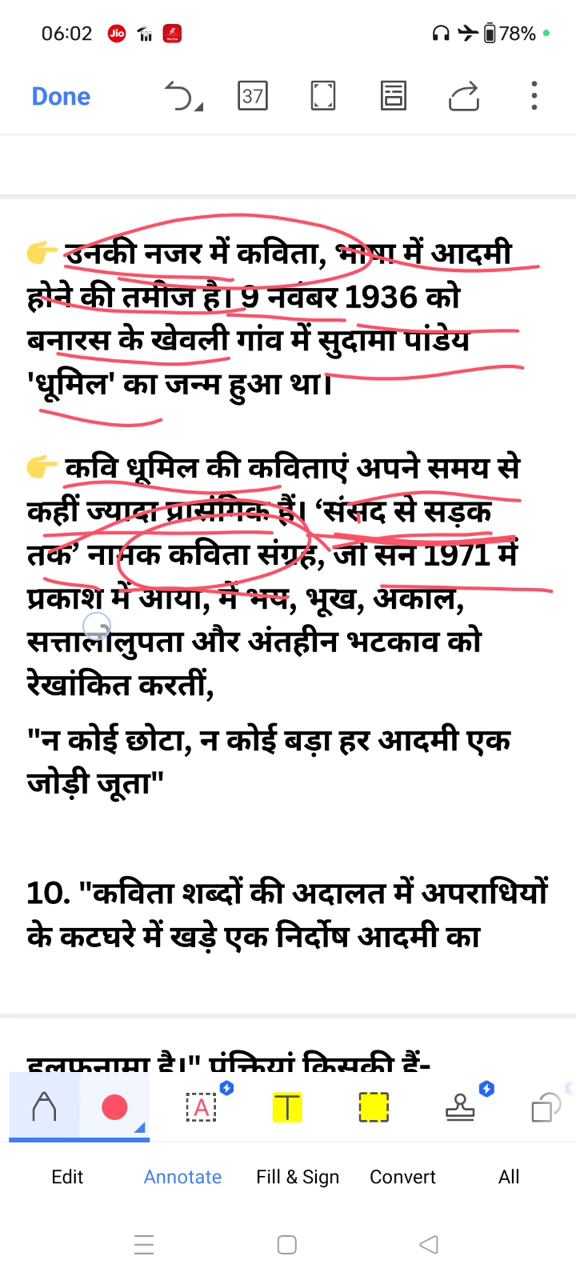 06:02 Jio 78%
Done 37
👉 उनकी नजर में कविता, भाषा में आदमी
होने की तमीज है। 9 नवंबर 1936 को
बनारस के खेवली गांव में सुदामा पांडेय
'धूमिल' का जन्म हुआ था।
👉 कवि धूमिल की कविताएं अपने समय से
कहीं ज्यादा प्रासंगिक हैं। ‘संसद से सड़क
तक’ नामक कविता संग्रह, जो सन 1971 में
प्रकाश में आया, में भय, भूख, अकाल,
सत्तालोलुपता और अंतहीन भटकाव को
रेखांकित करतीं,
"न कोई छोटा, न कोई बड़ा हर आदमी एक
जोड़ी जूता"
10. "कविता शब्दों की अदालत में अपराधियों
के कटघरे में खड़े एक निर्दोष आदमी का
हलफनामा है।" पंक्तियां किसकी हैं-
A T
Edit Annotate Fill & Sign Convert All